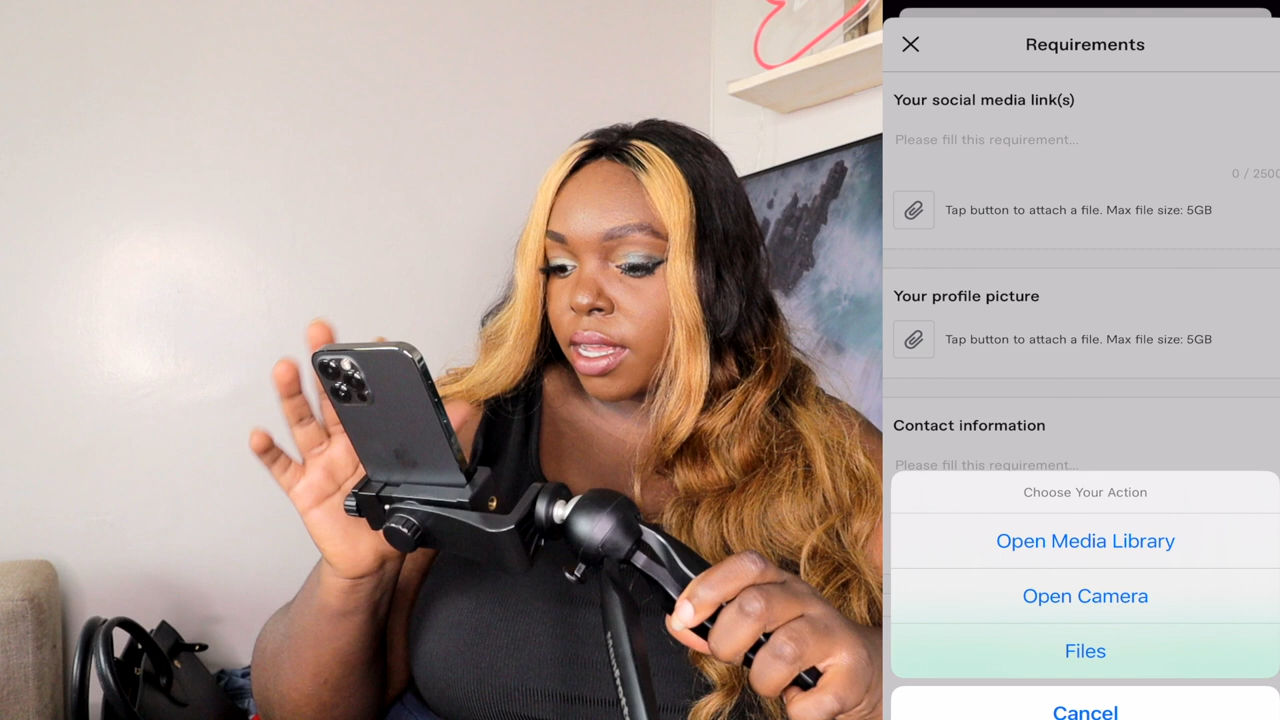 Requirements
Your social media link(s)
Please fill this requirement...
0 / 2500
Tap button to attach a file. Max file size: 5GB
Your profile picture
Tap button to attach a file. Max file size: 5GB
Contact information
Please fill this requirement...
Choose Your Action
Open Media Library
Open Camera
Files
Cancel